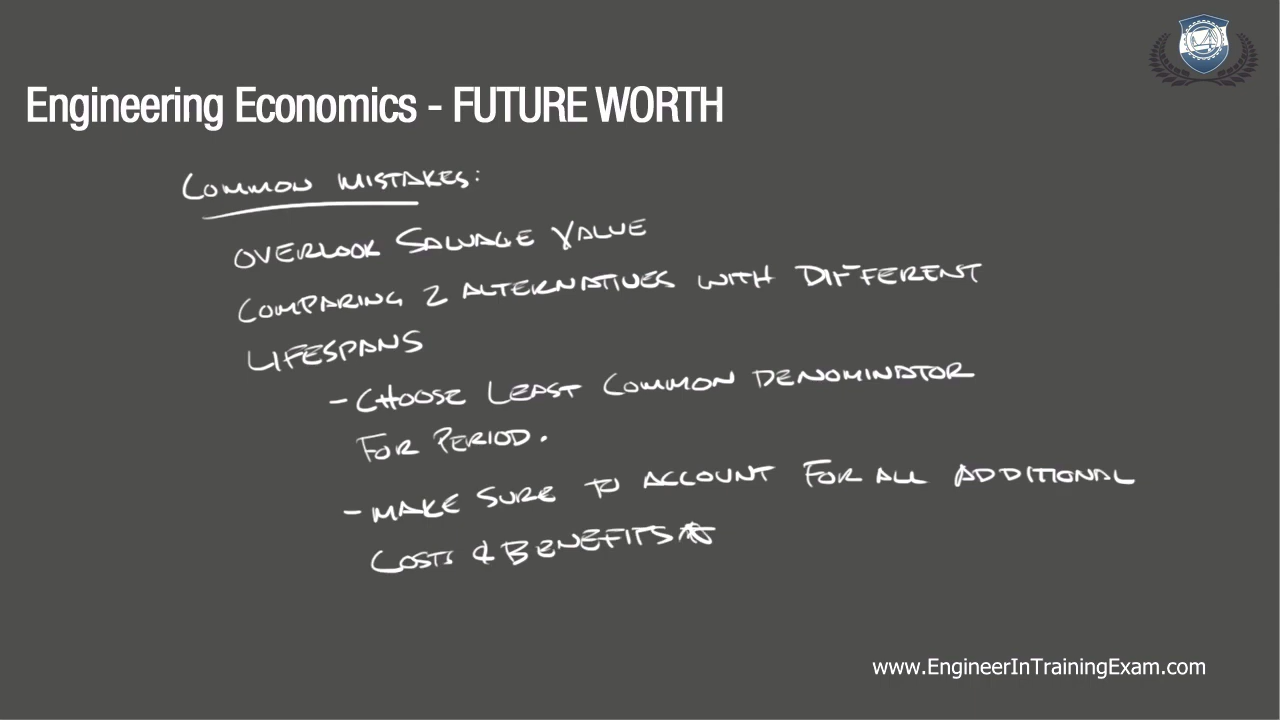 Engineering Economics - FUTURE WORTH
COMMON MISTAKES:
OVERLOOK SALVAGE VALUE
COMPARING 2 ALTERNATIVES WITH DIFFERENT
LIFESPANS
- CHOOSE LEAST COMMON DENOMINATOR
FOR PERIOD.
- MAKE SURE TO ACCOUNT FOR ALL ADDITIONAL
COSTS & BENEFITS
www.EngineerInTrainingExam.com